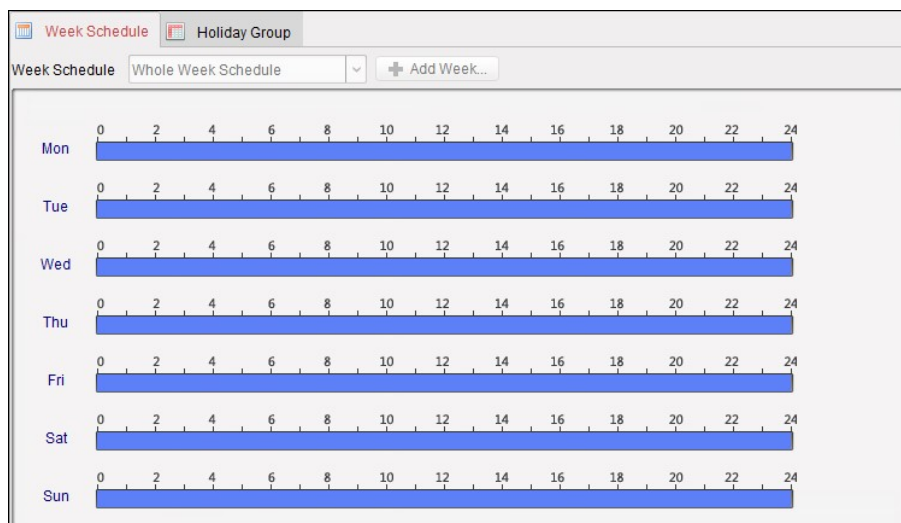 Week Schedule Holiday Group
Week Schedule Whole Week Schedule Add Week...
0 2 4 6 8 10 12 14 16 18 20 22 24
Mon
0 2 4 6 8 10 12 14 16 18 20 22 24
Tue
0 2 4 6 8 10 12 14 16 18 20 22 24
Wed
0 2 4 6 8 10 12 14 16 18 20 22 24
Thu
0 2 4 6 8 10 12 14 16 18 20 22 24
Fri
0 2 4 6 8 10 12 14 16 18 20 22 24
Sat
0 2 4 6 8 10 12 14 16 18 20 22 24
Sun